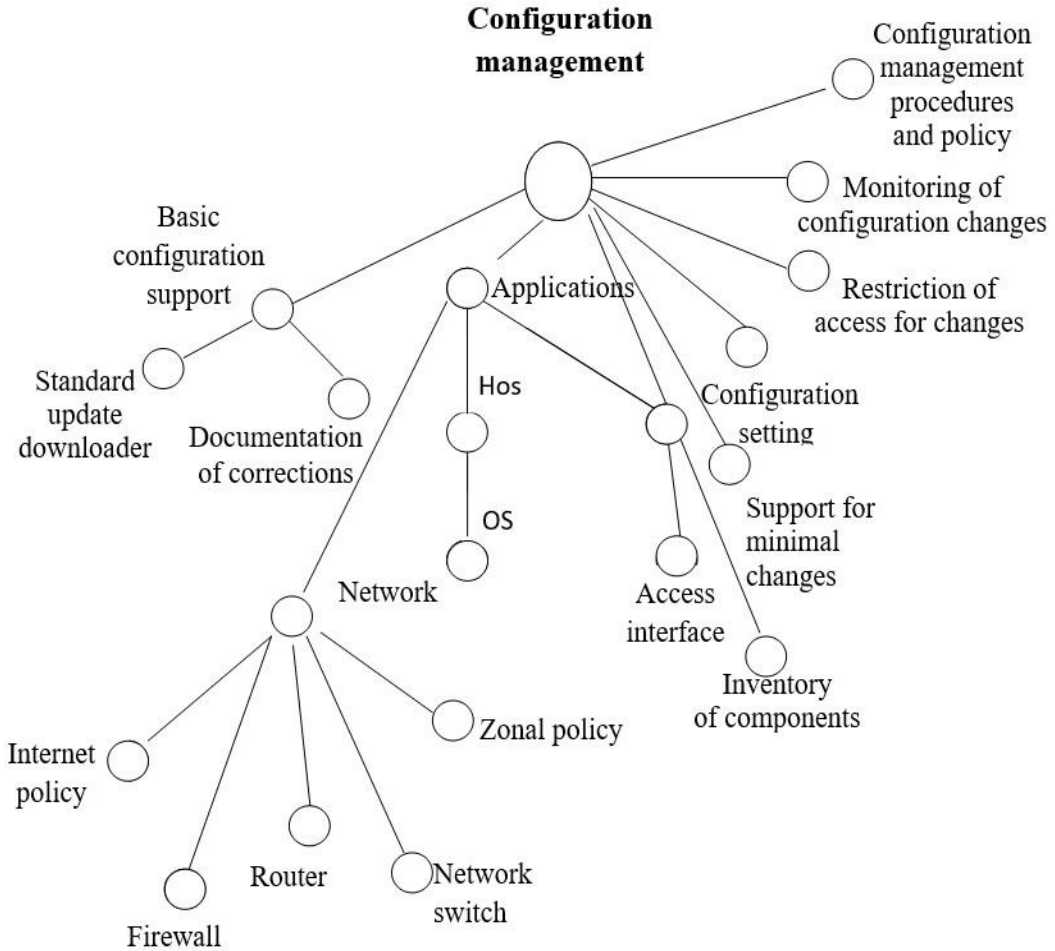 Configuration
management
Configuration
management
procedures
and policy
Monitoring of
configuration changes
Restriction of
access for changes
Configuration
setting
Support for
minimal
changes
Inventory
of components
Applications
Access
interface
Hos
OS
Network
Basic
configuration
support
Standard
update
downloader
Documentation
of corrections
Zonal policy
Internet
policy
Firewall
Router
Network
switch